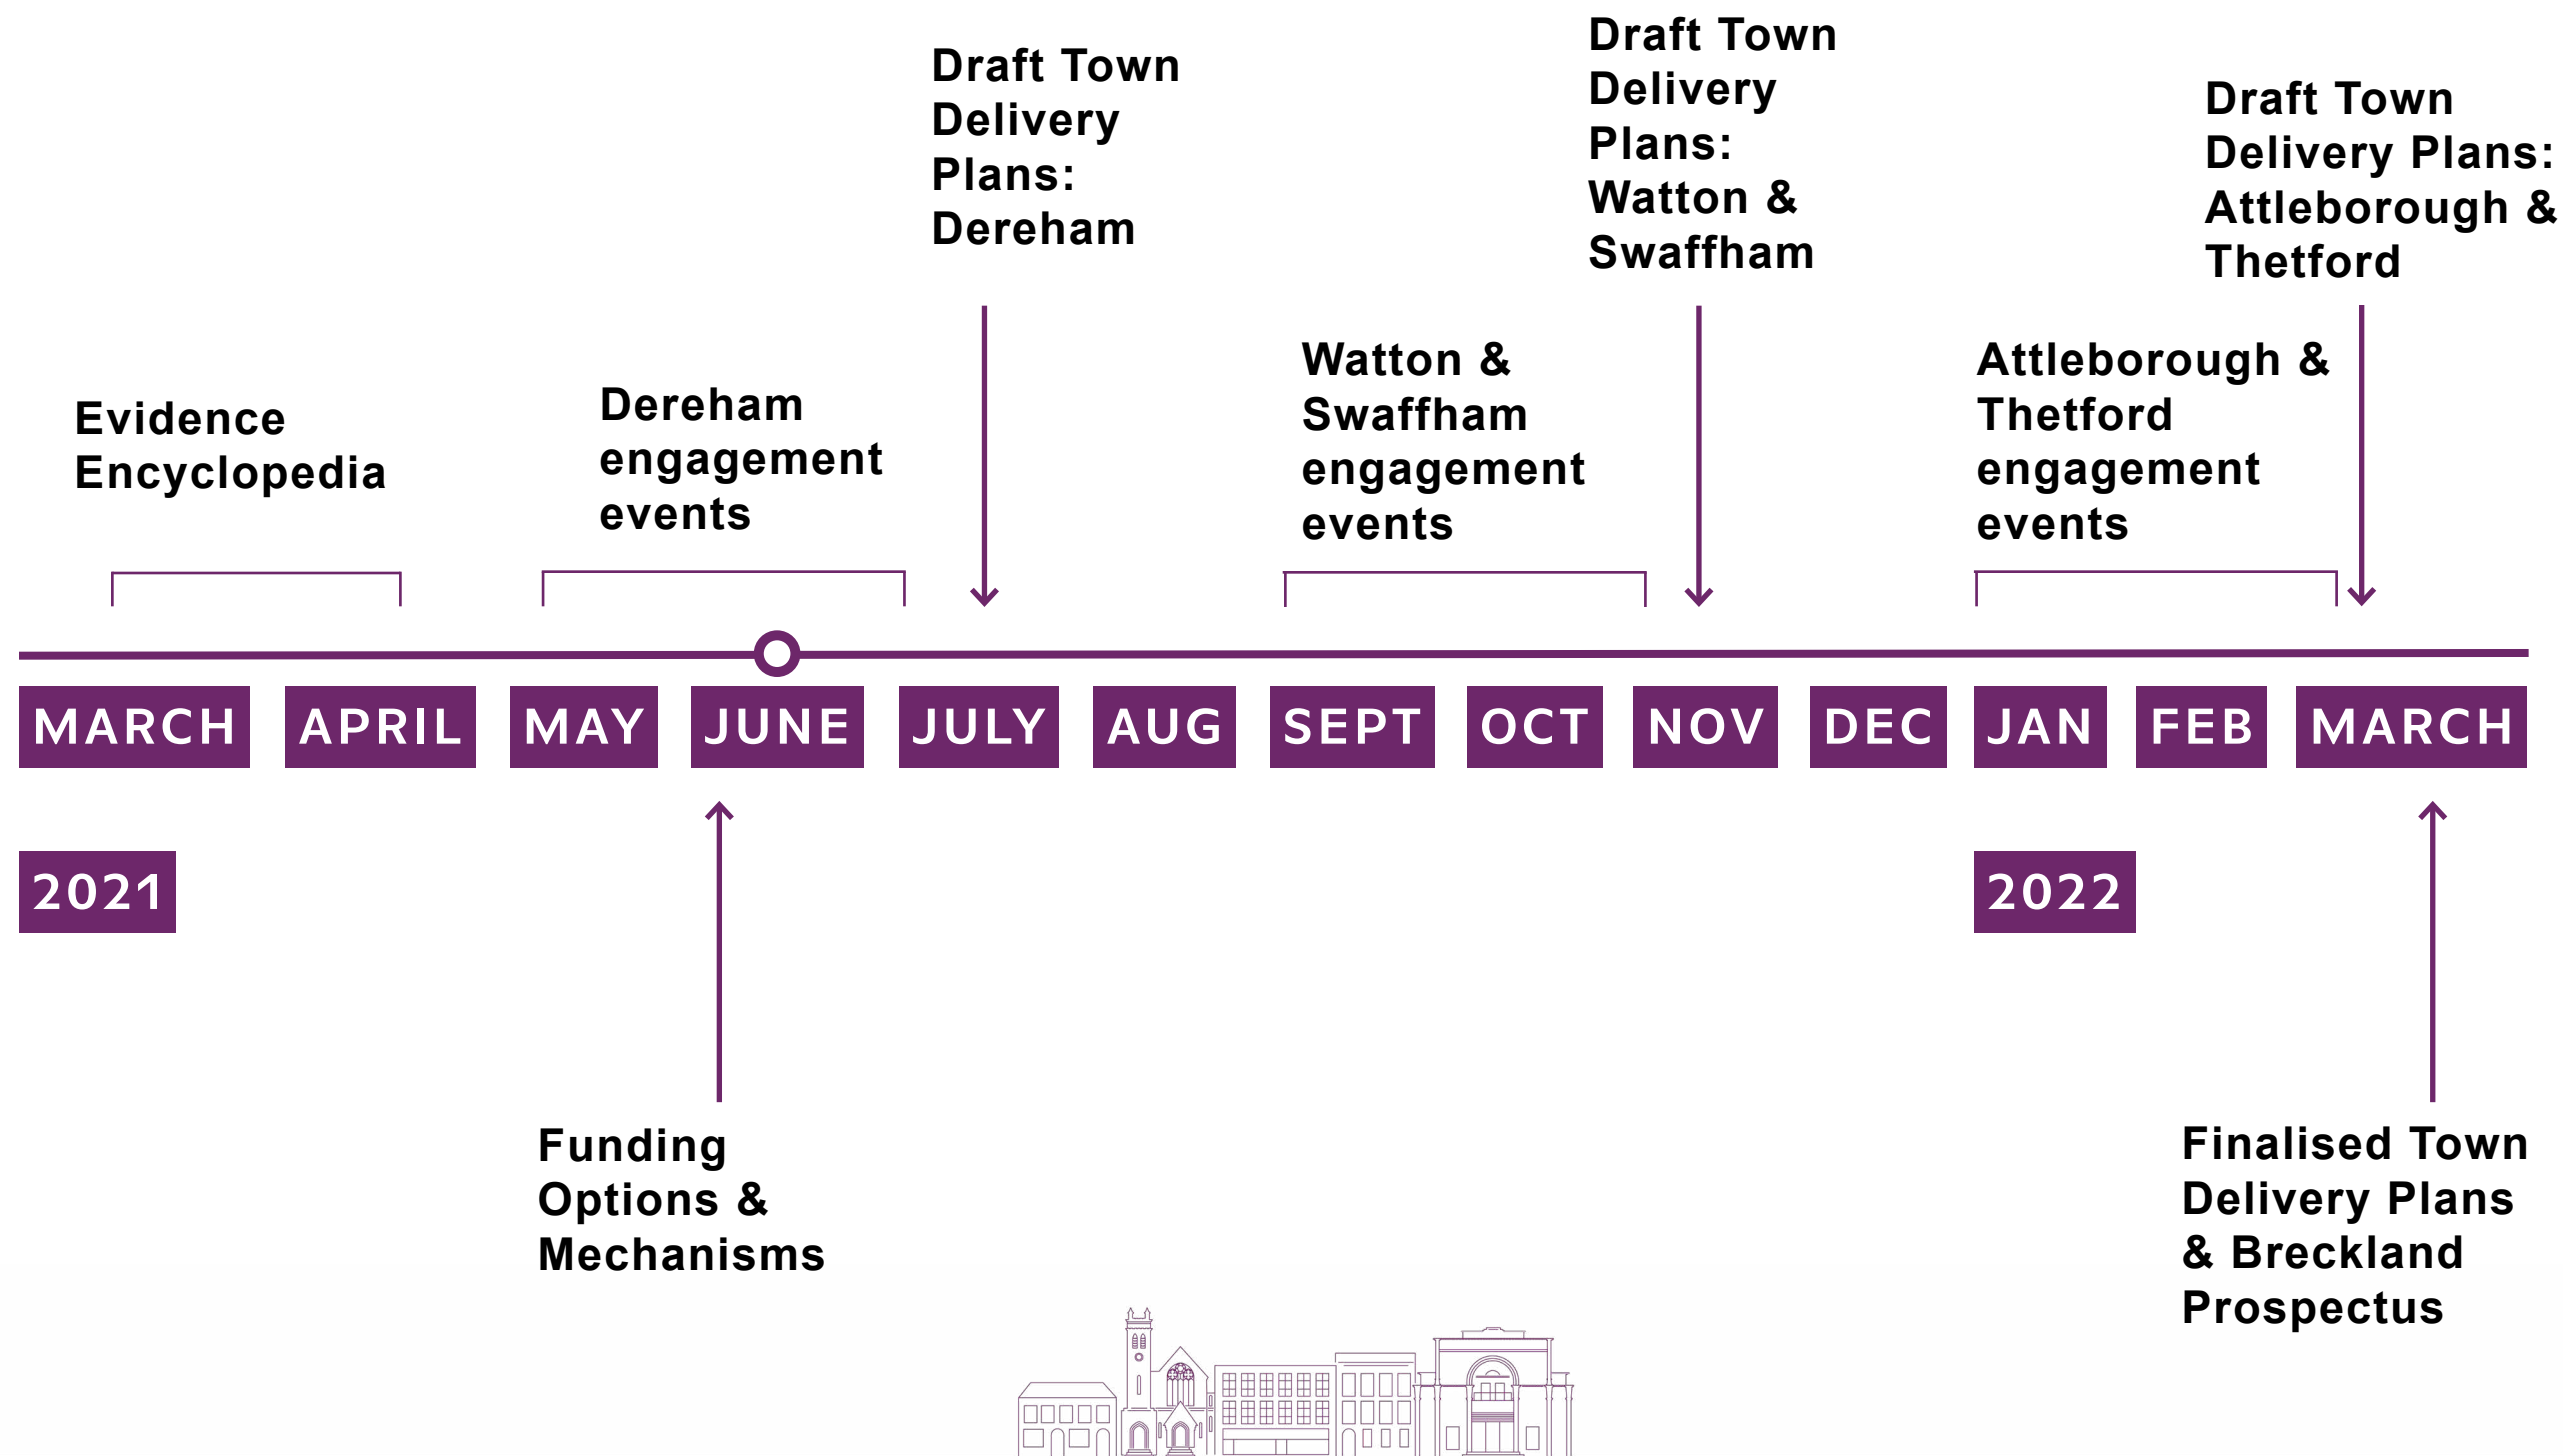 Draft Town
Delivery
Plans:
Dereham
Draft Town
Delivery
Plans:
Watton &
Swaffham
Draft Town
Delivery Plans:
Attleborough &
Thetford
Evidence
Encyclopedia
Dereham
engagement
events
Watton &
Swaffham
engagement
events
Attleborough &
Thetford
engagement
events
MARCH APRIL MAY JUNE JULY AUG SEPT OCT NOV DEC JAN FEB MARCH
2021 2022
Funding
Options &
Mechanisms
Finalised Town
Delivery Plans
& Breckland
Prospectus